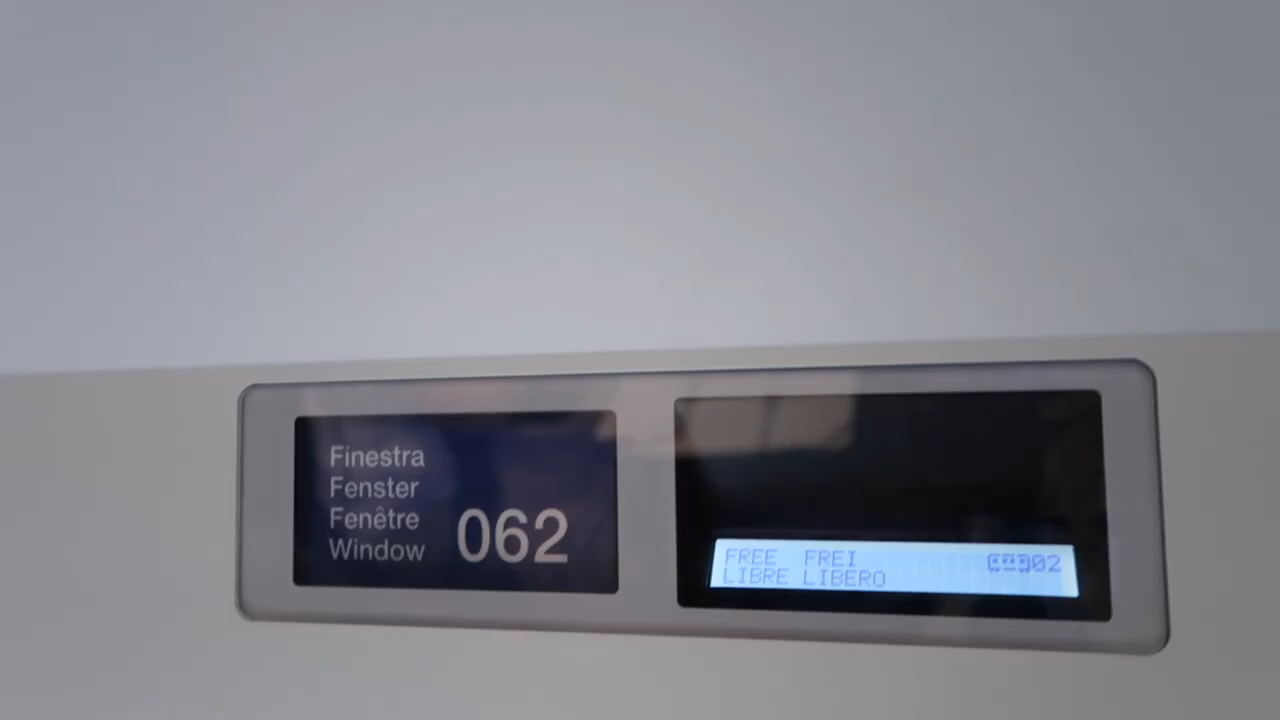 Finestra
Fenster
Fenêtre
Window 062
FREE FREI 02
LIBRE LIBERO